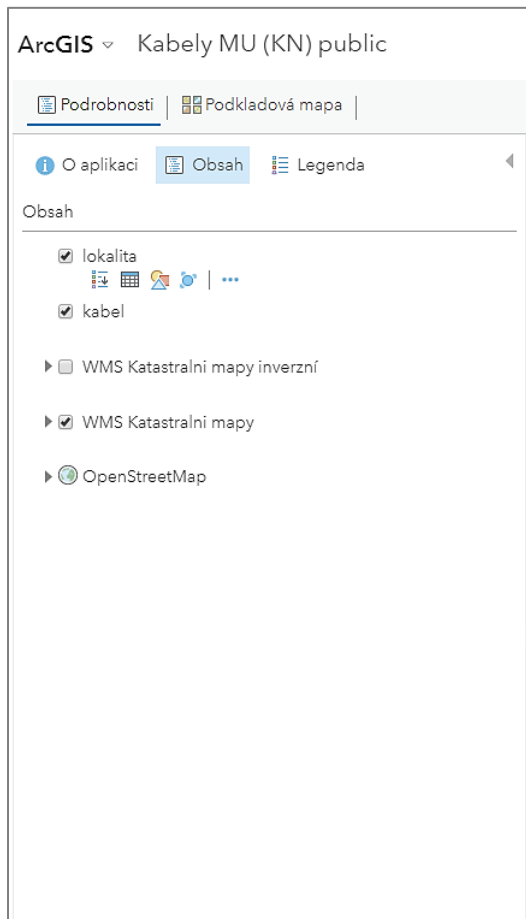 ArcGIS Kabely MU (KN) public
Podrobnosti Podkladová mapa
O aplikaci Obsah Legenda
Obsah
lokalita
kabel
WMS Katastralni mapy inverzní
WMS Katastralni mapy
OpenStreetMap